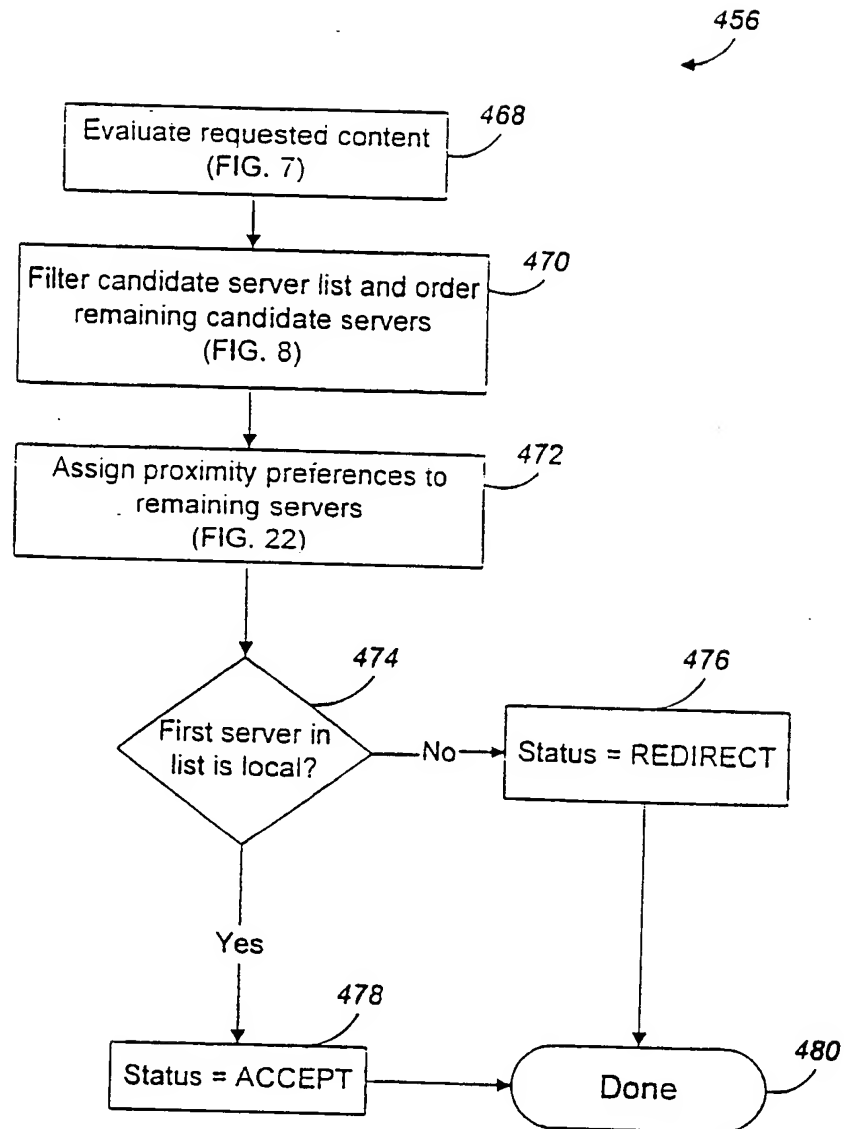 456
468
Evaluate requested content
(FIG. 7)
470
Filter candidate server list and order
remaining candidate servers
(FIG. 8)
472
Assign proximity preferences to
remaining servers
(FIG. 22)
474
First server in
list is local?
No
476
Status = REDIRECT
Yes
478
Status = ACCEPT
480
Done